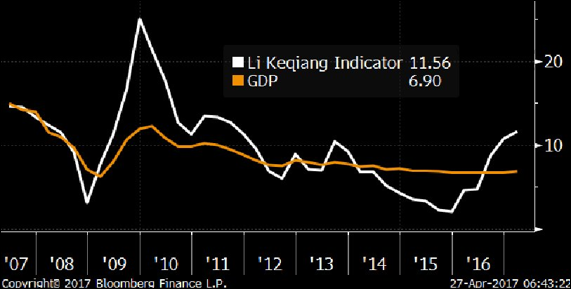 Li Keqiang Indicator 11.56
GDP 6.90
20
10
0
'07 '08 '09 '10 '11 '12 '13 '14 '15 '16
Copyright© 2017 Bloomberg Finance L.P. 27-Apr-2017 06:43:22